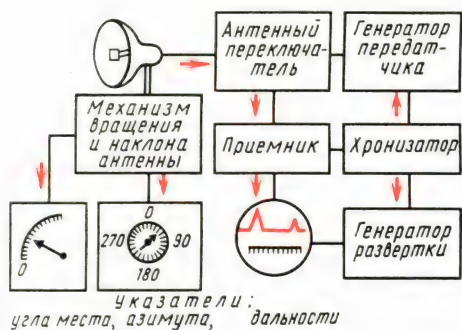 Антенный
переключа-
тель
Генератор
передат-
чика
Механизм
вращения
и наклона
антенны
Приемник
Хронизатор
0
0
270
90
180
Генератор
развертки
Указатели:
угла места, азимута, дальности